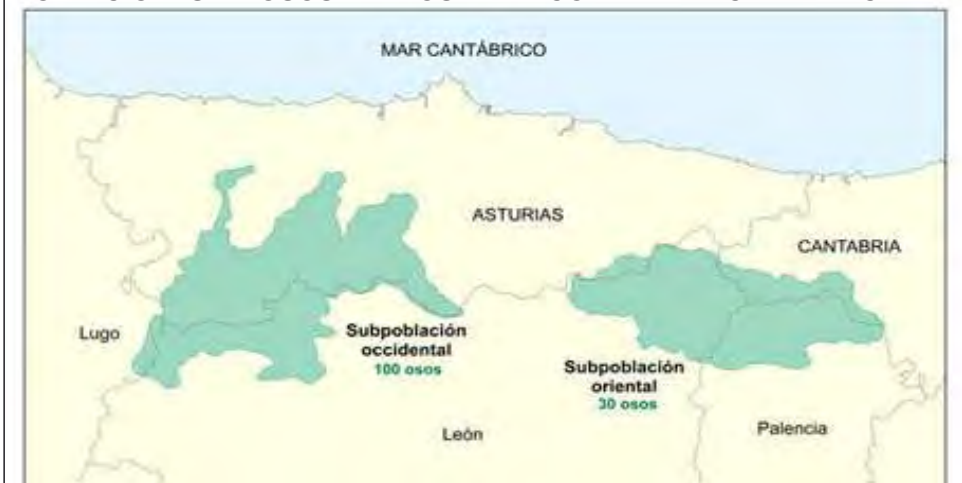 MAR CANTÁBRICO
ASTURIAS
CANTABRIA
Lugo
Subpoblación
occidental
100 osos
Subpoblación
oriental
30 osos
León
Palencia